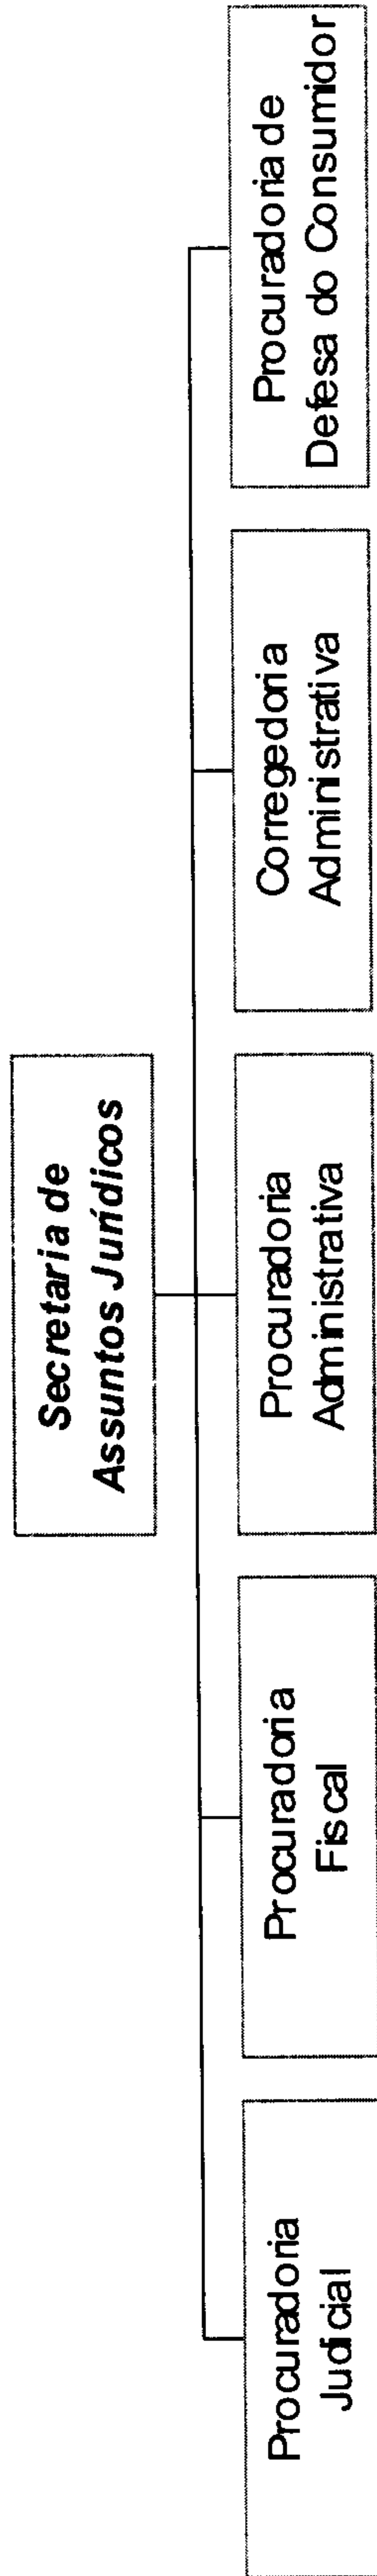 Secretaria de
Assuntos Jurídicos
Procuradoria
Judicial
Procuradoria
Fiscal
Procuradoria
Administrativa
Corregedoria
Administrativa
Procuradoria de
Defesa do Consumidor